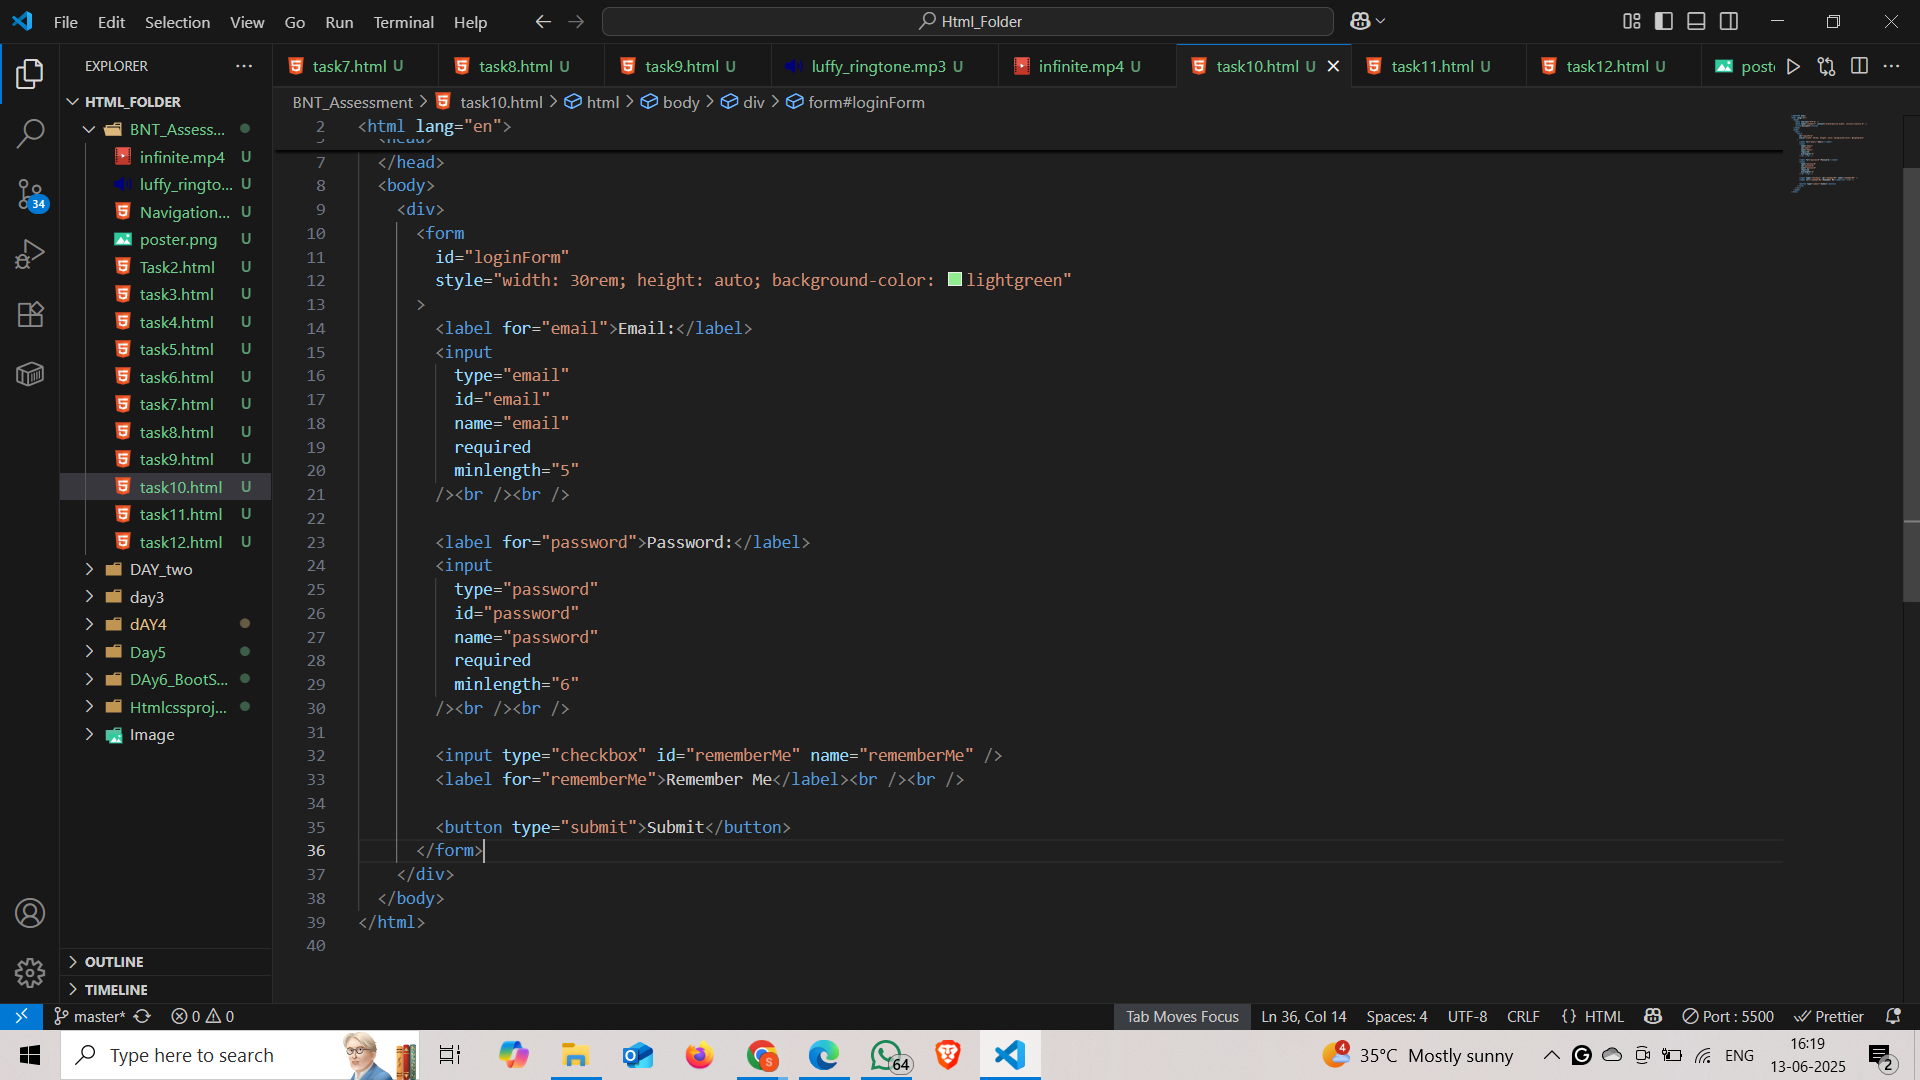 File Edit Selection View Go Run Terminal Help
Html_Folder
EXPLORER
HTML_FOLDER
BNT_Assess...
infinite.mp4 U
luffy_ringto... U
Navigation... U
poster.png U
Task2.html U
task3.html U
task4.html U
task5.html U
task6.html U
task7.html U
task8.html U
task9.html U
task10.html U
task11.html U
task12.html U
DAY_two
day3
dAY4
Day5
DAy6_BootS...
Htmlcssproj...
Image
OUTLINE
TIMELINE
34
task7.html U task8.html U task9.html U luffy_ringtone.mp3 U infinite.mp4 U task10.html U task11.html U task12.html U post
BNT_Assessment > task10.html > html > body > div > form#loginForm
2 <html lang="en">
7 </head>
8 <body>
9 <div>
10 <form
11 id="loginForm"
12 style="width: 30rem; height: auto; background-color: lightgreen"
13 >
14 <label for="email">Email:</label>
15 <input
16 type="email"
17 id="email"
18 name="email"
19 required
20 minlength="5"
21 /><br /><br />
22
23 <label for="password">Password:</label>
24 <input
25 type="password"
26 id="password"
27 name="password"
28 required
29 minlength="6"
30 /><br /><br />
31
32 <input type="checkbox" id="rememberMe" name="rememberMe" />
33 <label for="rememberMe">Remember Me</label><br /><br />
34
35 <button type="submit">Submit</button>
36 </form>
37 </div>
38 </body>
39 </html>
40
master* 0 0 Tab Moves Focus Ln 36, Col 14 Spaces: 4 UTF-8 CRLF {} HTML Port : 5500 Prettier
Type here to search
64
4
35°C Mostly sunny
ENG
16:19
13-06-2025
2